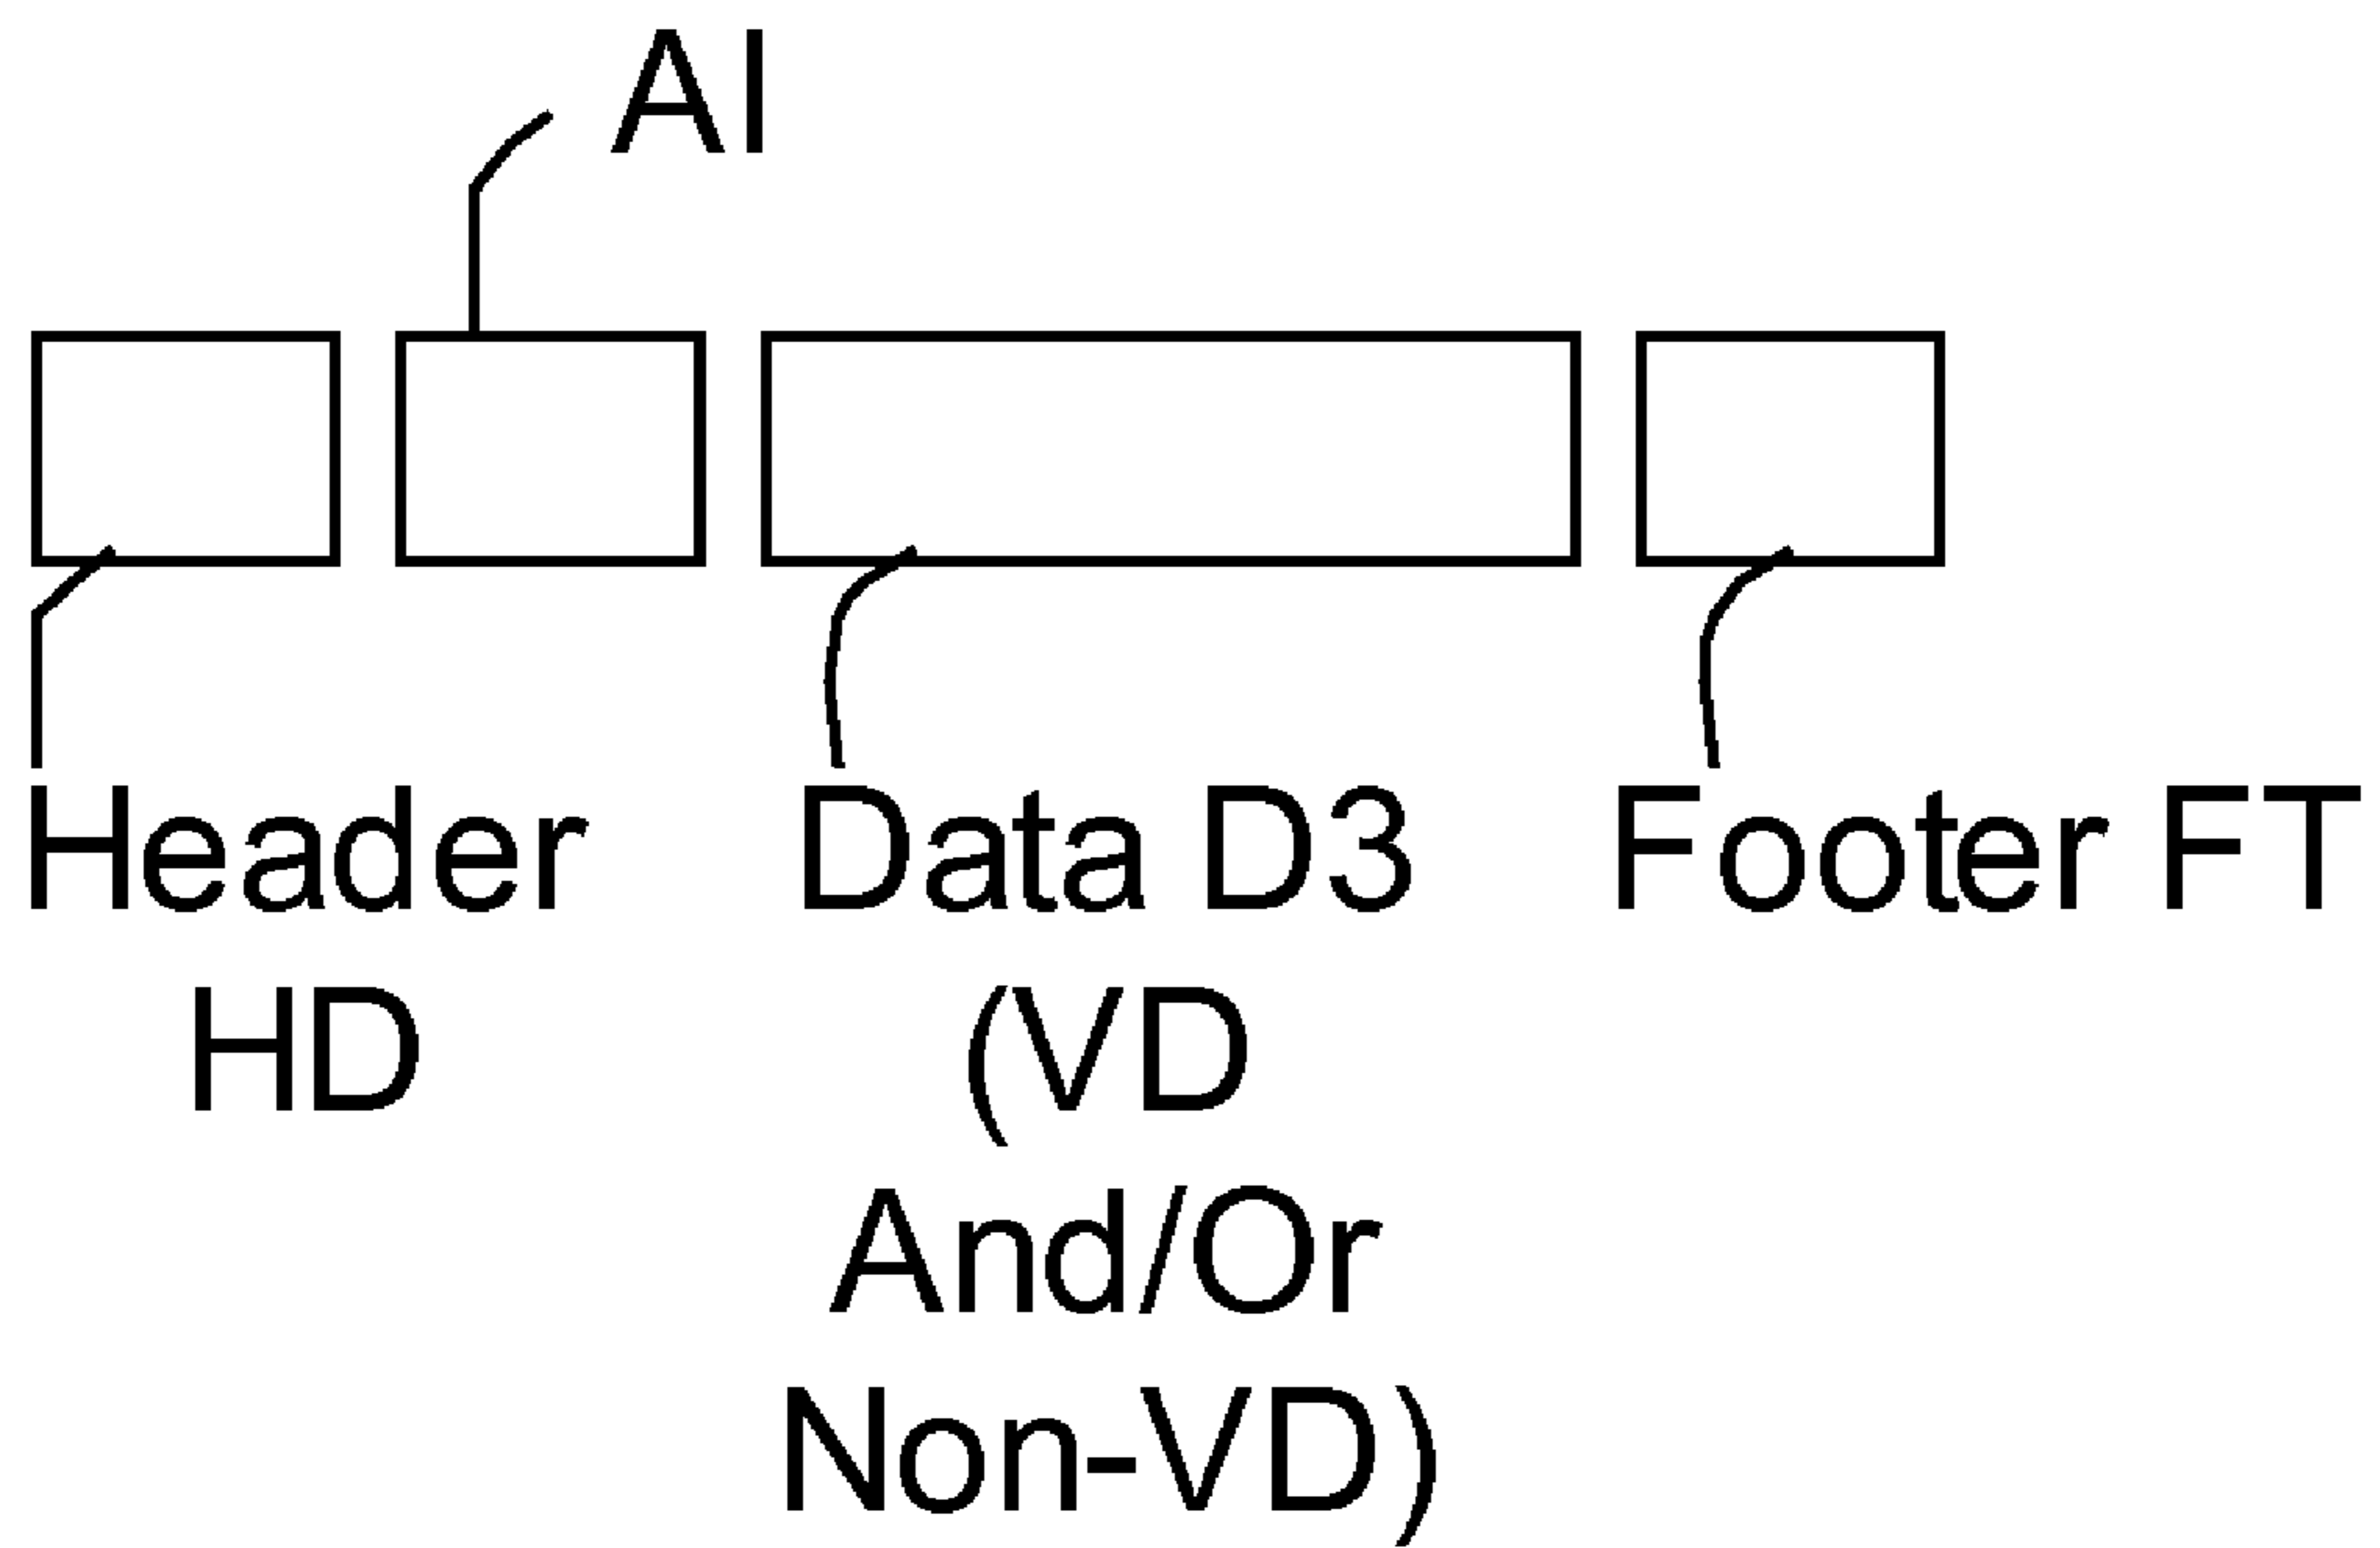 AI
Header
HD
Data D3
(VD
And/Or
Non-VD)
Footer FT